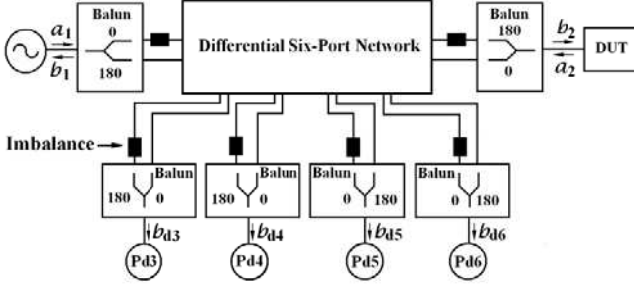 Balun
0
180
a1
b1
Differential Six-Port Network
Balun
180
0
b2
a2
DUT
Imbalance
Balun
180 0
Balun
180 0
Balun
0 180
Balun
0 180
bd3
bd4
bd5
bd6
Pd3
Pd4
Pd5
Pd6